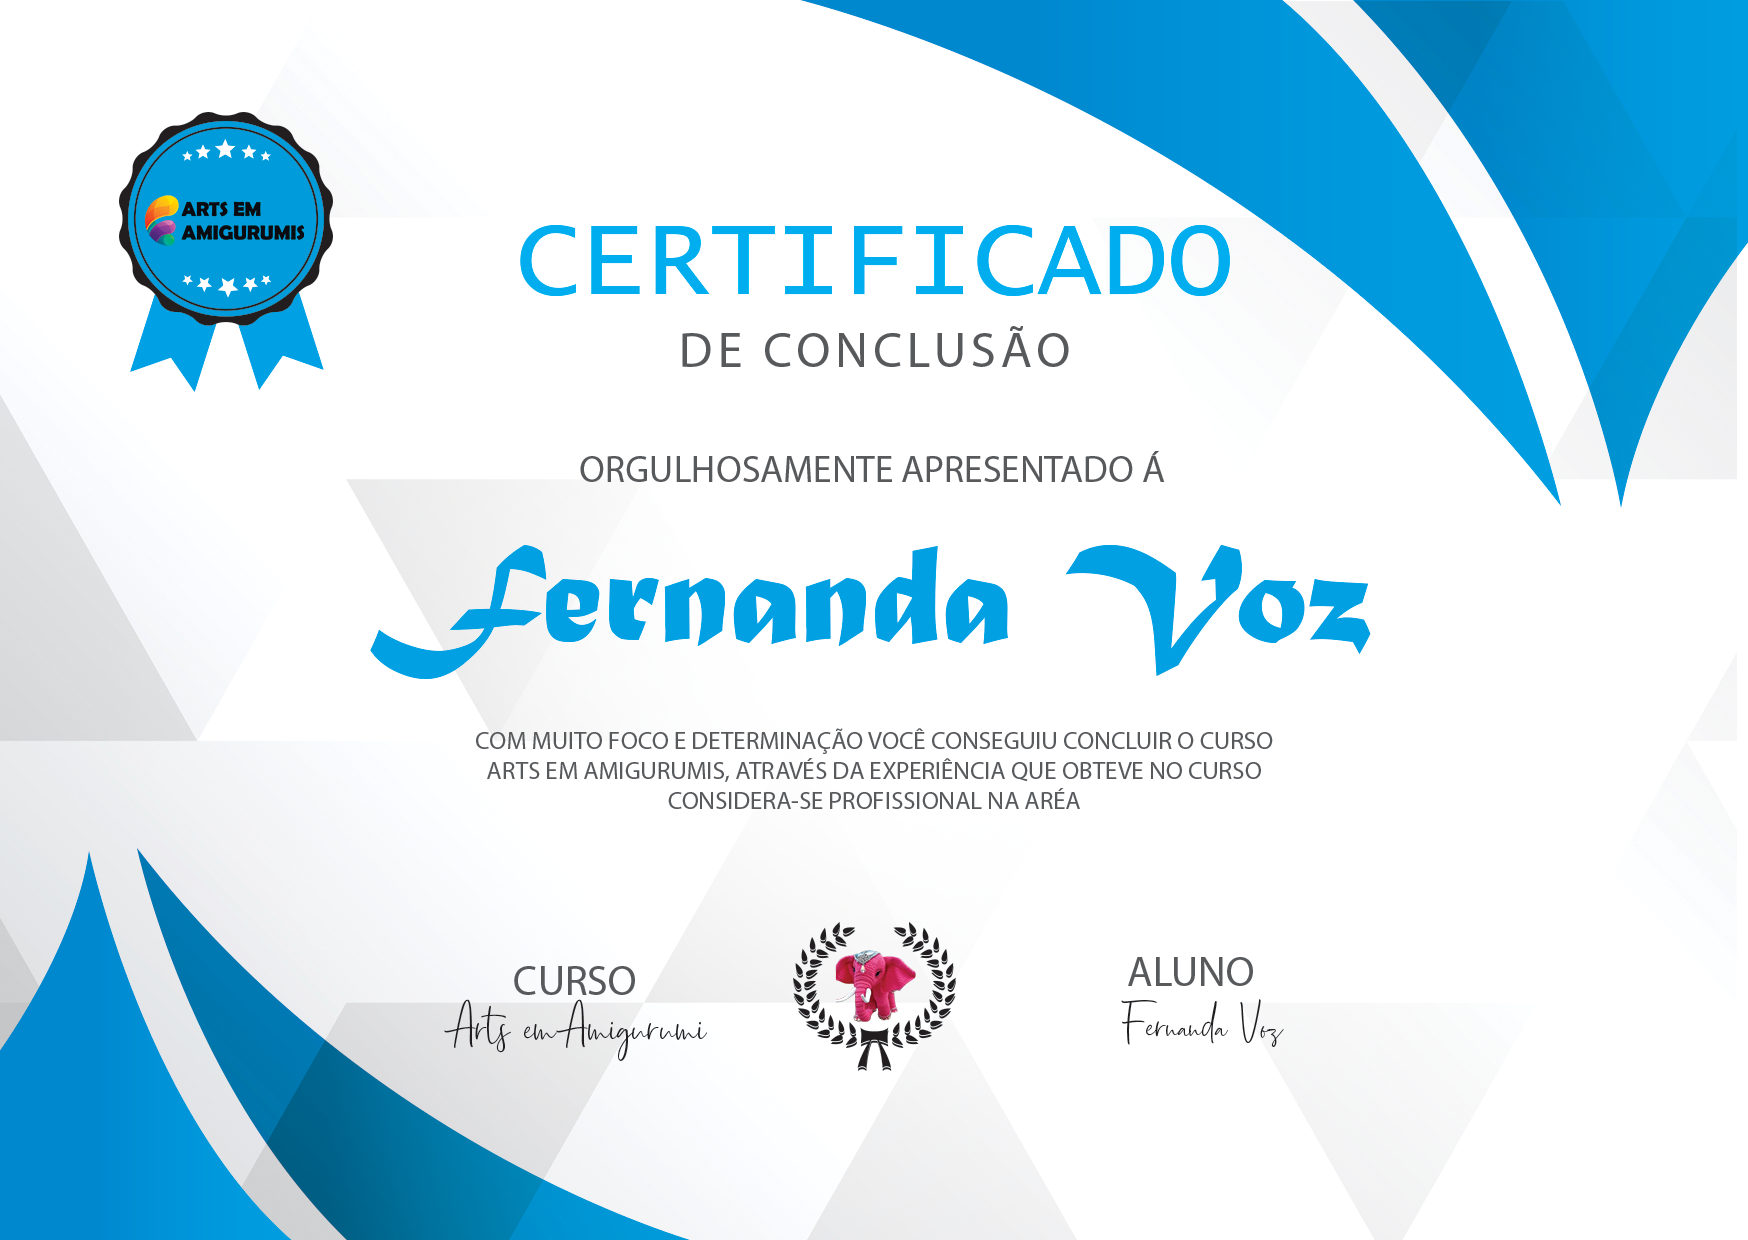 ARTS EM
AMIGURUMIS
CERTIFICADO
DE CONCLUSÃO
ORGULHOSAMENTE APRESENTADO Á
Fernanda Voz
COM MUITO FOCO E DETERMINAÇÃO VOCÊ CONSEGUIU CONCLUIR O CURSO
ARTS EM AMIGURUMIS, ATRAVÉS DA EXPERIÊNCIA QUE OBTEVE NO CURSO
CONSIDERA-SE PROFISSIONAL NA ARÉA
CURSO
Arts em Amigurumi
ALUNO
Fernanda Voz